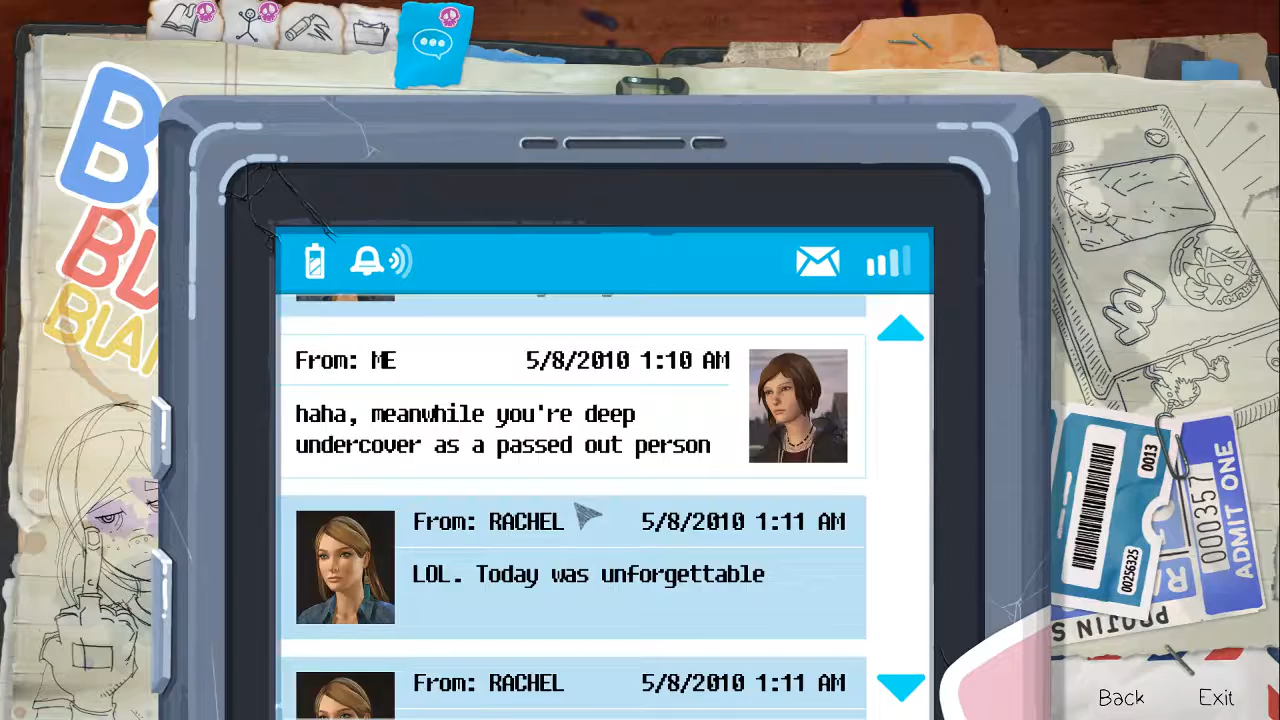 From: ME 5/8/2010 1:10 AM
haha, meanwhile you're deep
undercover as a passed out person
From: RACHEL 5/8/2010 1:11 AM
LOL. Today was unforgettable
From: RACHEL 5/8/2010 1:11 AM
0013
00256325
000357
ADMIT ONE
Back Exit